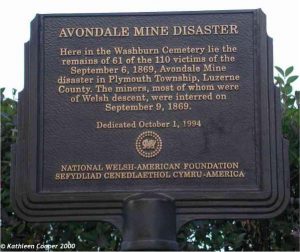 AVONDALE MINE DISASTER
Here in the Washburn Cemetery lie the
remains of 61 of the 110 victims of the
September 6, 1869, Avondale Mine
disaster in Plymouth Township, Luzerne
County. The miners, most of whom were
of Welsh descent, were interred on
September 9, 1869.
Dedicated October 1, 1994
NATIONAL WELSH-AMERICAN FOUNDATION
SEFYDLIAD CENEDLAETHOL CYMRU-AMERICA
© Kathleen Cooper 2000